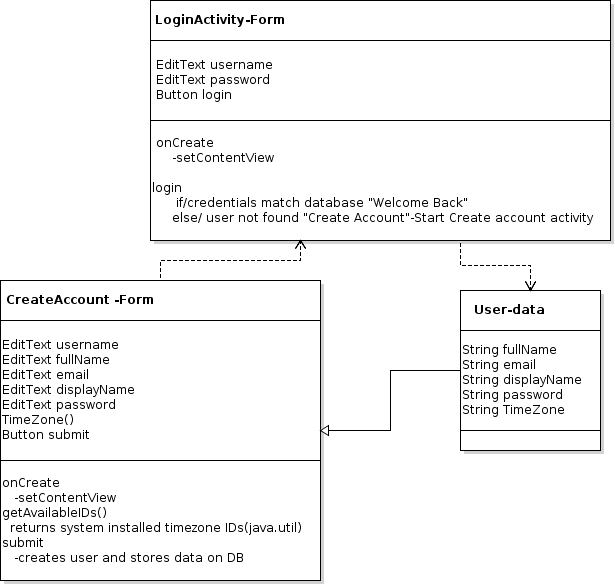 LoginActivity-Form
EditText username
EditText password
Button login
onCreate
-setContentView
login
if/credentials match database "Welcome Back"
else/ user not found "Create Account"-Start Create account activity
CreateAccount -Form
EditText username
EditText fullName
EditText email
EditText displayName
EditText password
TimeZone()
Button submit
onCreate
-setContentView
getAvailableIDs()
returns system installed timezone IDs(java.util)
submit
-creates user and stores data on DB
User-data
String fullName
String email
String displayName
String password
String TimeZone